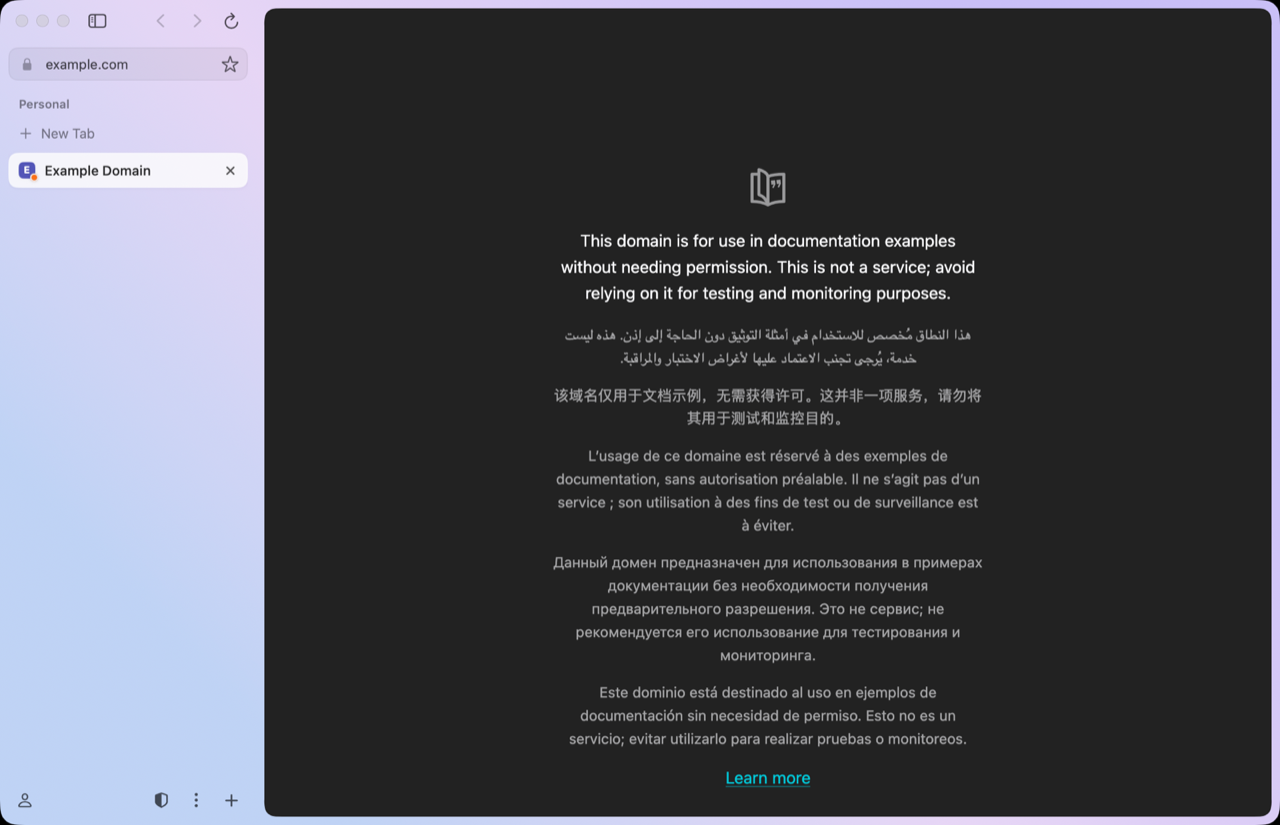 example.com
Personal
New Tab
E Example Domain
This domain is for use in documentation examples
without needing permission. This is not a service; avoid
relying on it for testing and monitoring purposes.
هذا النطاق مُخصص للاستخدام في أمثلة التوثيق دون الحاجة إلى إذن. هذه ليست
خدمة، يُرجى تجنب الاعتماد عليها لأغراض الاختبار والمراقبة.
该域名仅用于文档示例，无需获得许可。这并非一项服务，请勿将
其用于测试和监控目的。
L’usage de ce domaine est réservé à des exemples de
documentation, sans autorisation préalable. Il ne s’agit pas d’un
service ; son utilisation à des fins de test ou de surveillance est
à éviter.
Данный домен предназначен для использования в примерах
документации без необходимости получения
предварительного разрешения. Это не сервис; не
рекомендуется его использование для тестирования и
мониторинга.
Este dominio está destinado al uso en ejemplos de
documentación sin necesidad de permiso. Esto no es un
servicio; evitar utilizarlo para realizar pruebas o monitoreos.
Learn more